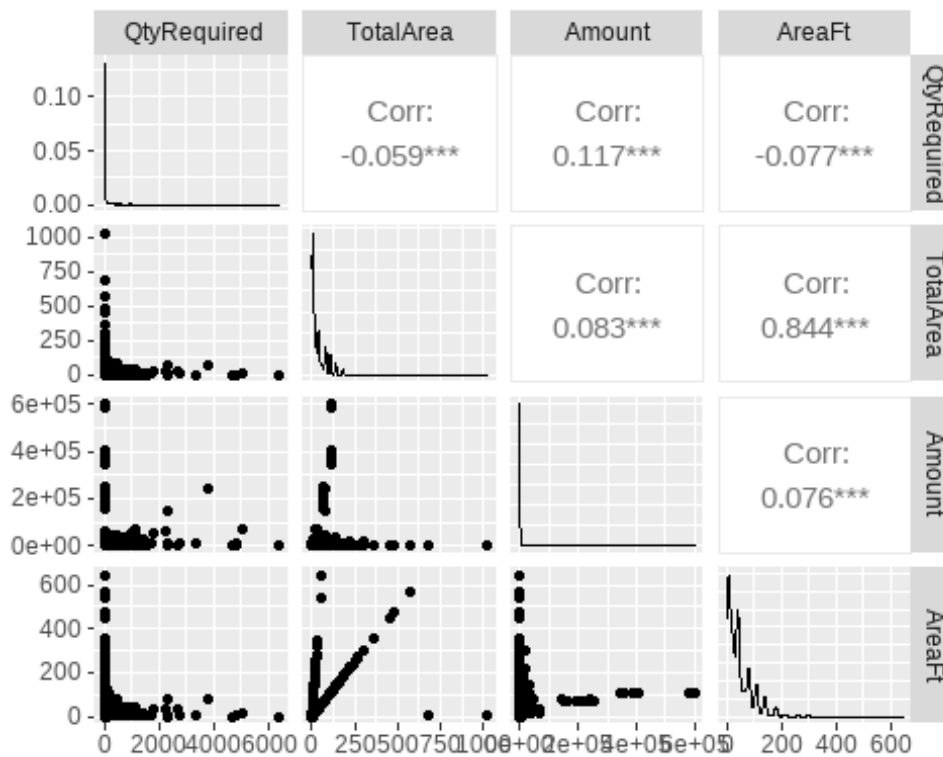 QtyRequired TotalArea Amount AreaFt
0.10
0.05
0.00
Corr:
-0.059***
Corr:
0.117***
Corr:
-0.077***
QtyRequired
1000
750
500
250
0
Corr:
0.083***
Corr:
0.844***
TotalArea
6e+05
4e+05
2e+05
0e+00
Corr:
0.076***
Amount
600
400
200
0
AreaFt
0 2000 4000 6000
0 250 500 750 1000
0e+00 2e+05 4e+05 6e+05
0 200 400 600